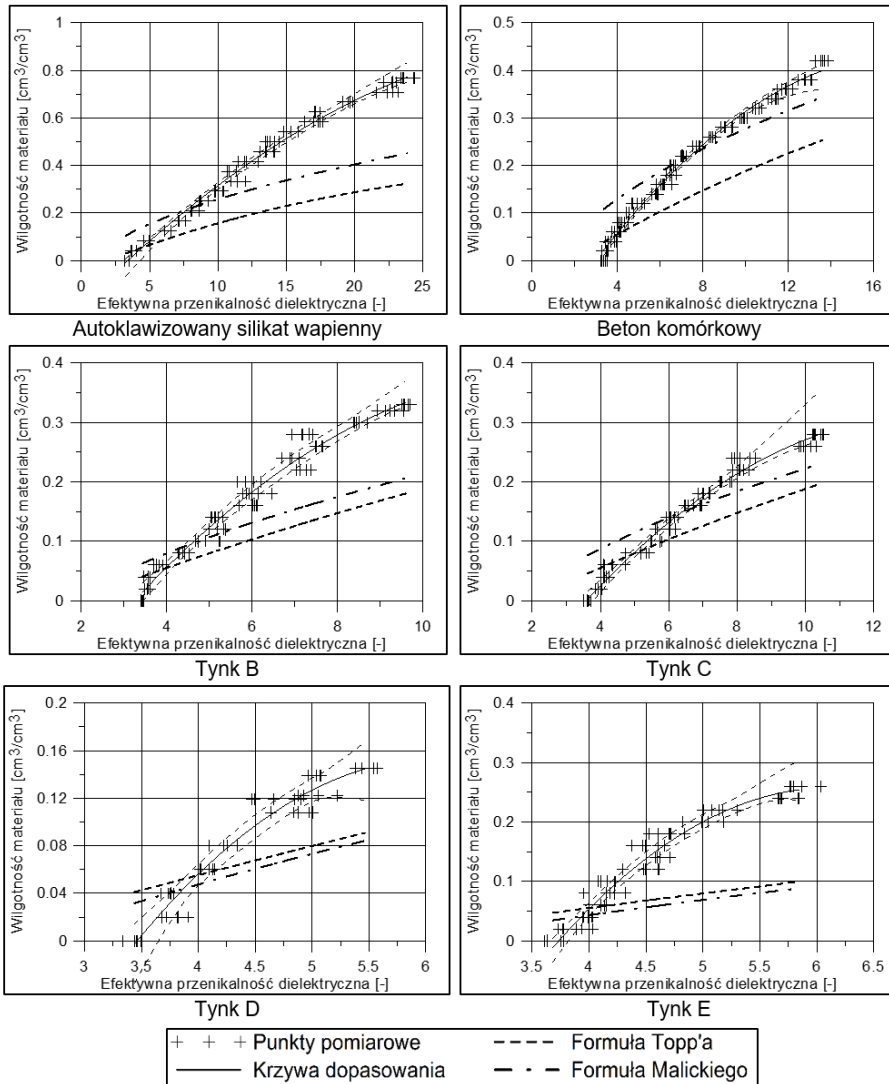 Wilgotność materiału [cm3/cm3]
1
0.8
0.6
0.4
0.2
0
0 5 10 15 20 25
Efektywna przenikalność dielektryczna [-]
Autoklawizowany silikat wapienny
Wilgotność materiału [cm3/cm3]
0.5
0.4
0.3
0.2
0.1
0
0 4 8 12 16
Efektywna przenikalność dielektryczna [-]
Beton komórkowy
Wilgotność materiału [cm3/cm3]
0.4
0.3
0.2
0.1
0
2 4 6 8 10
Efektywna przenikalność dielektryczna [-]
Tynk B
Wilgotność materiału [cm3/cm3]
0.4
0.3
0.2
0.1
0
2 4 6 8 10 12
Efektywna przenikalność dielektryczna [-]
Tynk C
Wilgotność materiału [cm3/cm3]
0.2
0.16
0.12
0.08
0.04
0
3 3.5 4 4.5 5 5.5 6
Efektywna przenikalność dielektryczna [-]
Tynk D
Wilgotność materiału [cm3/cm3]
0.4
0.3
0.2
0.1
0
3.5 4 4.5 5 5.5 6 6.5
Efektywna przenikalność dielektryczna [-]
Tynk E
Punkty pomiarowe
Formuła Topp'a
Krzywa dopasowania
Formuła Malickiego